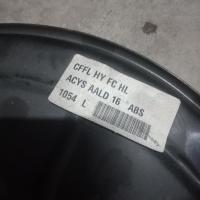 CFFL HY FC HL
ACYS AALD 16 ABS
1054 L